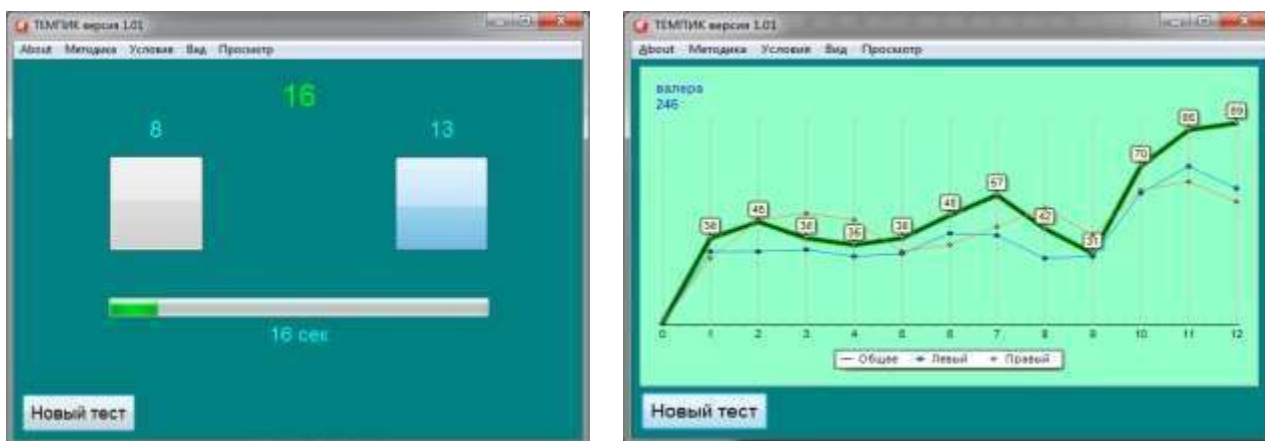 ТЕМПИК версия 1.01
About Методика Условия Вид Просмотр
16
8 13
16 сек
Новый тест
ТЕМПИК версия 1.01
About Методика Условия Вид Просмотр
валера
246
38 46 38 36 38 48 57 42 31 70 86 89
0 1 2 3 4 5 6 7 8 9 10 11 12
Общее Левый Правый
Новый тест